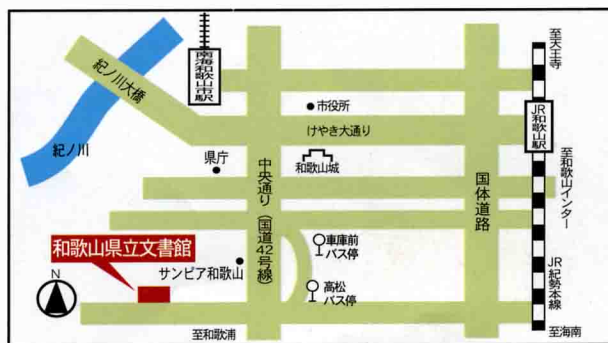 至天王寺
南海和歌山市駅
紀ノ川大橋
市役所
けやき大通り
JR和歌山駅
紀ノ川
県庁
和歌山城
至和歌山インター
中央通り(国道42号線)
国体道路
和歌山県立文書館
車庫前
バス停
サンピア和歌山
N
高松
バス停
JR紀勢本線
至和歌浦
至海南